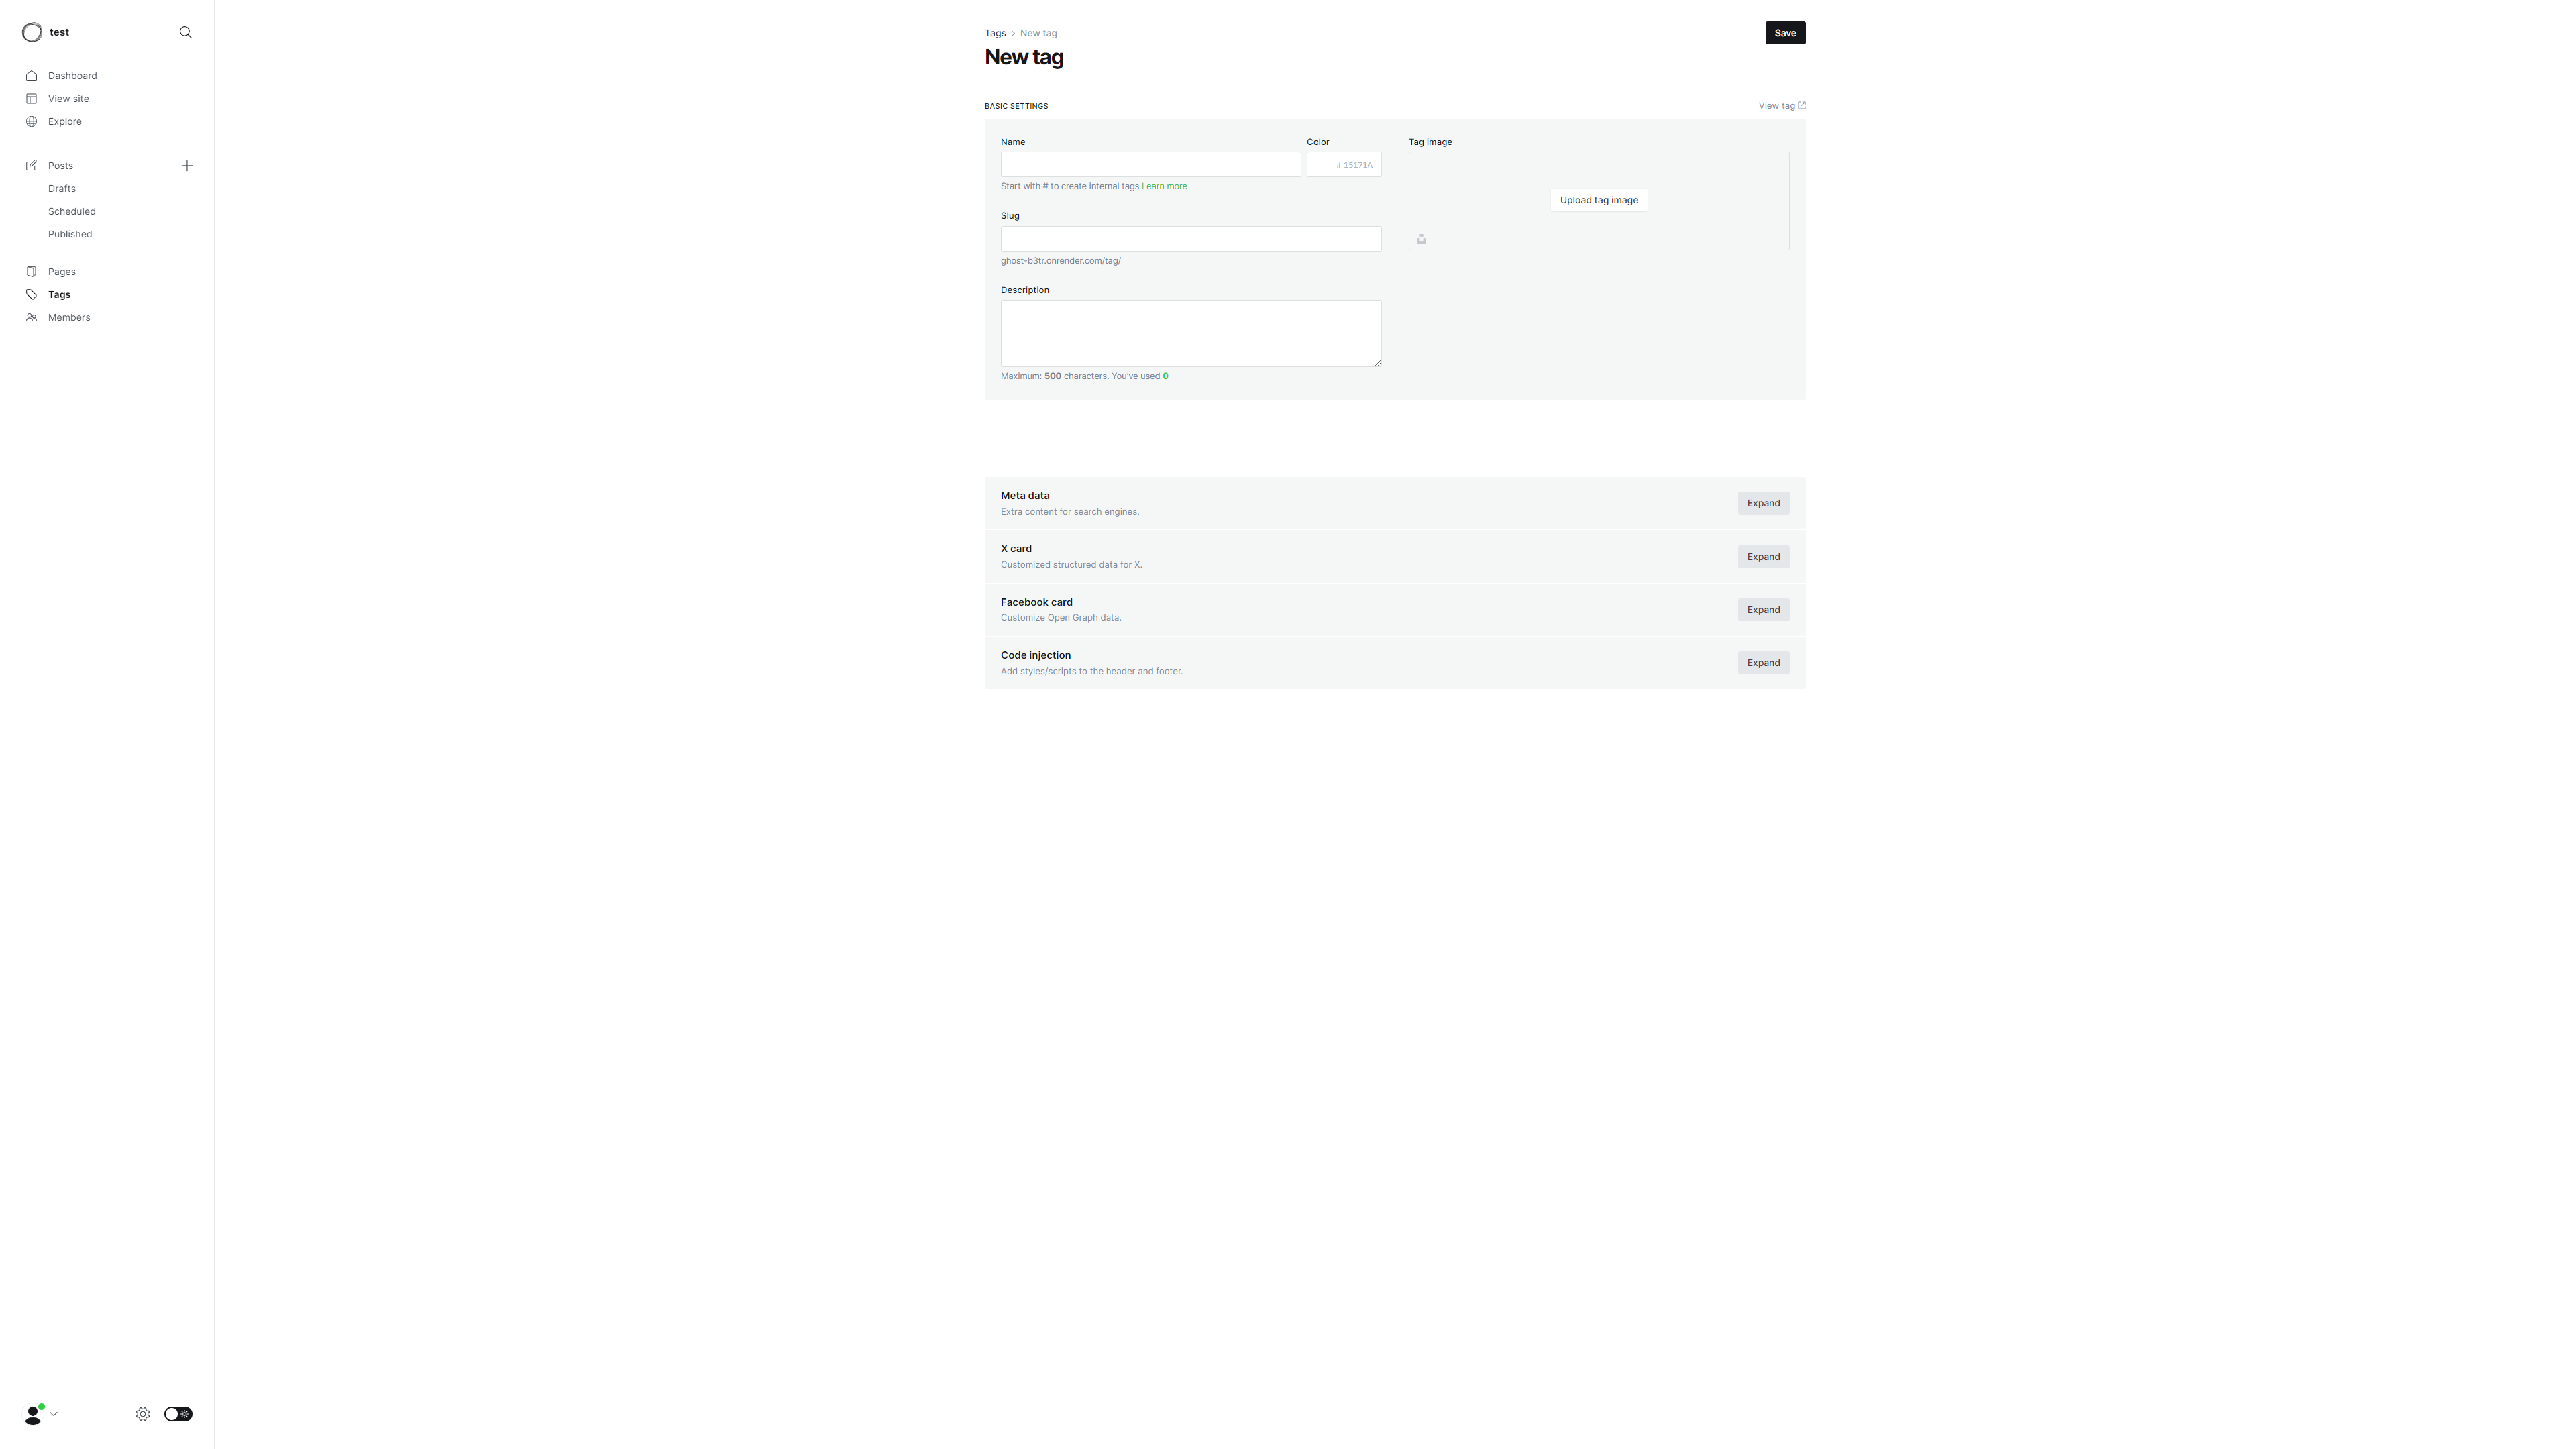 test
Dashboard
View site
Explore
Posts
Drafts
Scheduled
Published
Pages
Tags
Members
Tags > New tag
Save
New tag
BASIC SETTINGS
View tag
Name
Color
Tag image
# 15171A
Upload tag image
Start with # to create internal tags Learn more
Slug
ghost-b3tr.onrender.com/tag/
Description
Maximum: 500 characters. You've used 0
Meta data
Extra content for search engines.
Expand
X card
Customized structured data for X.
Expand
Facebook card
Customize Open Graph data.
Expand
Code injection
Add styles/scripts to the header and footer.
Expand